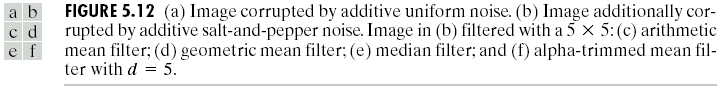 a b
c d
e f
FIGURE 5.12 (a) Image corrupted by additive uniform noise. (b) Image additionally cor-
rupted by additive salt-and-pepper noise. Image in (b) filtered with a 5 × 5: (c) arithmetic
mean filter; (d) geometric mean filter; (e) median filter; and (f) alpha-trimmed mean fil-
ter with d = 5.